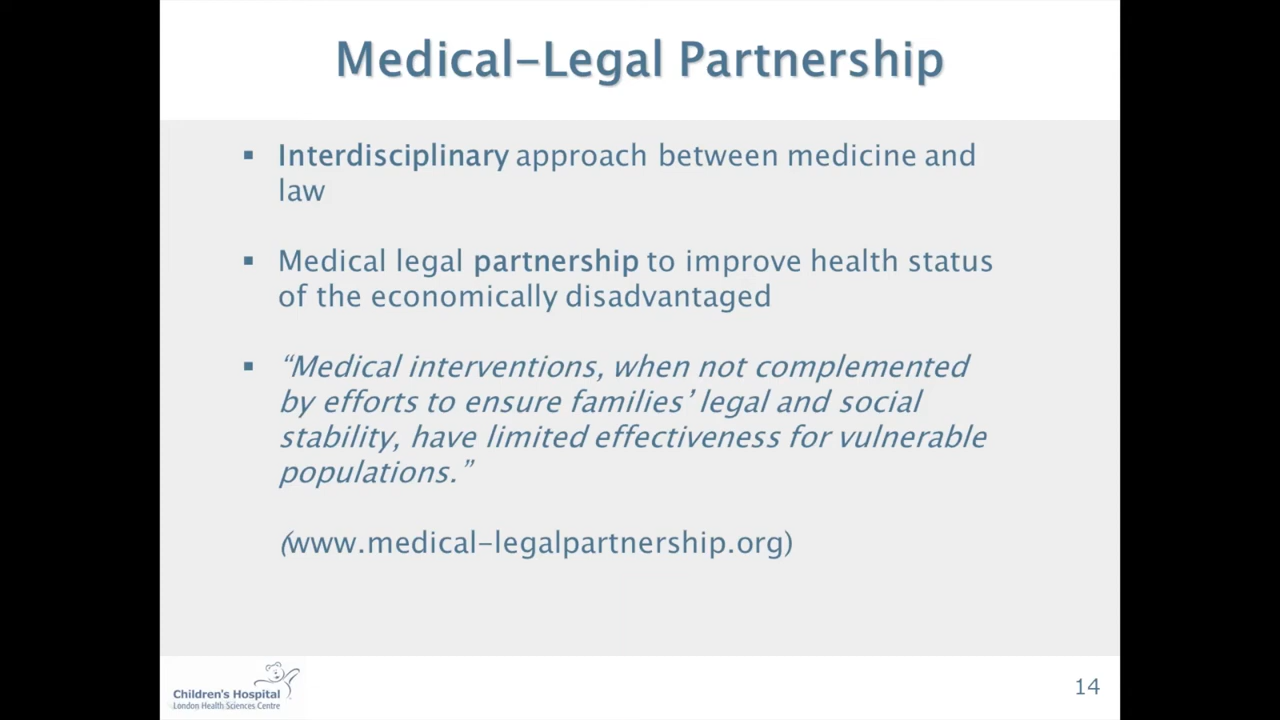 Medical-Legal Partnership
▪ Interdisciplinary approach between medicine and
law
▪ Medical legal partnership to improve health status
of the economically disadvantaged
▪ “Medical interventions, when not complemented
by efforts to ensure families’ legal and social
stability, have limited effectiveness for vulnerable
populations.”
(www.medical-legalpartnership.org)
Children's Hospital
London Health Sciences Centre
14